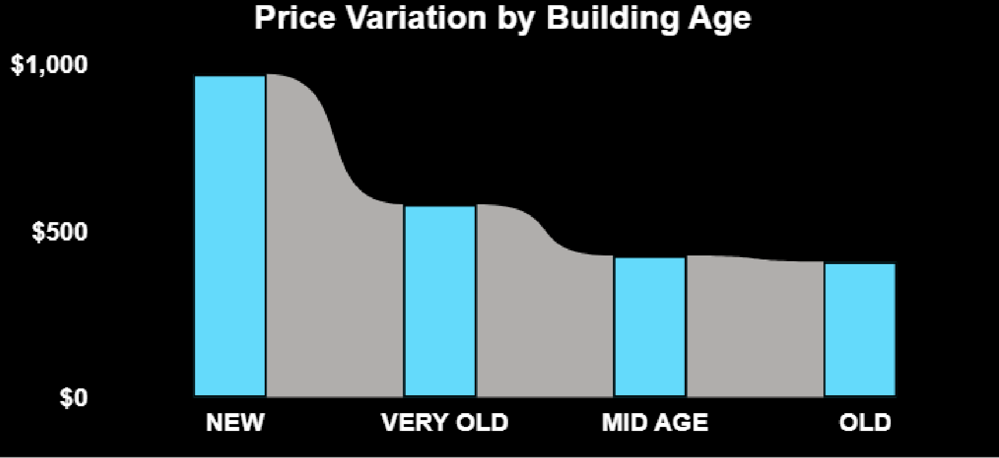 Price Variation by Building Age
$1,000
$500
$0
NEW
VERY OLD
MID AGE
OLD